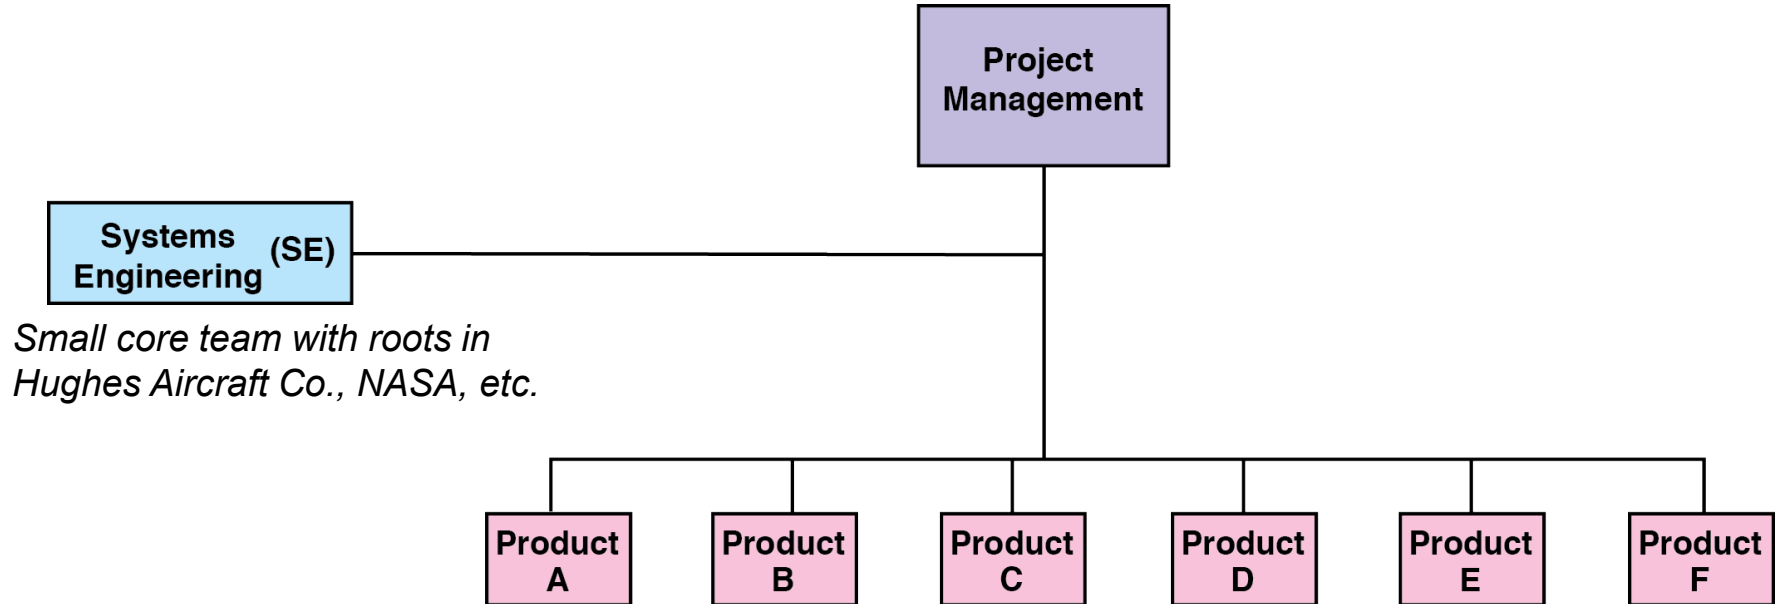 Project
Management
Systems
Engineering (SE)
Small core team with roots in
Hughes Aircraft Co., NASA, etc.
Product
A
Product
B
Product
C
Product
D
Product
E
Product
F